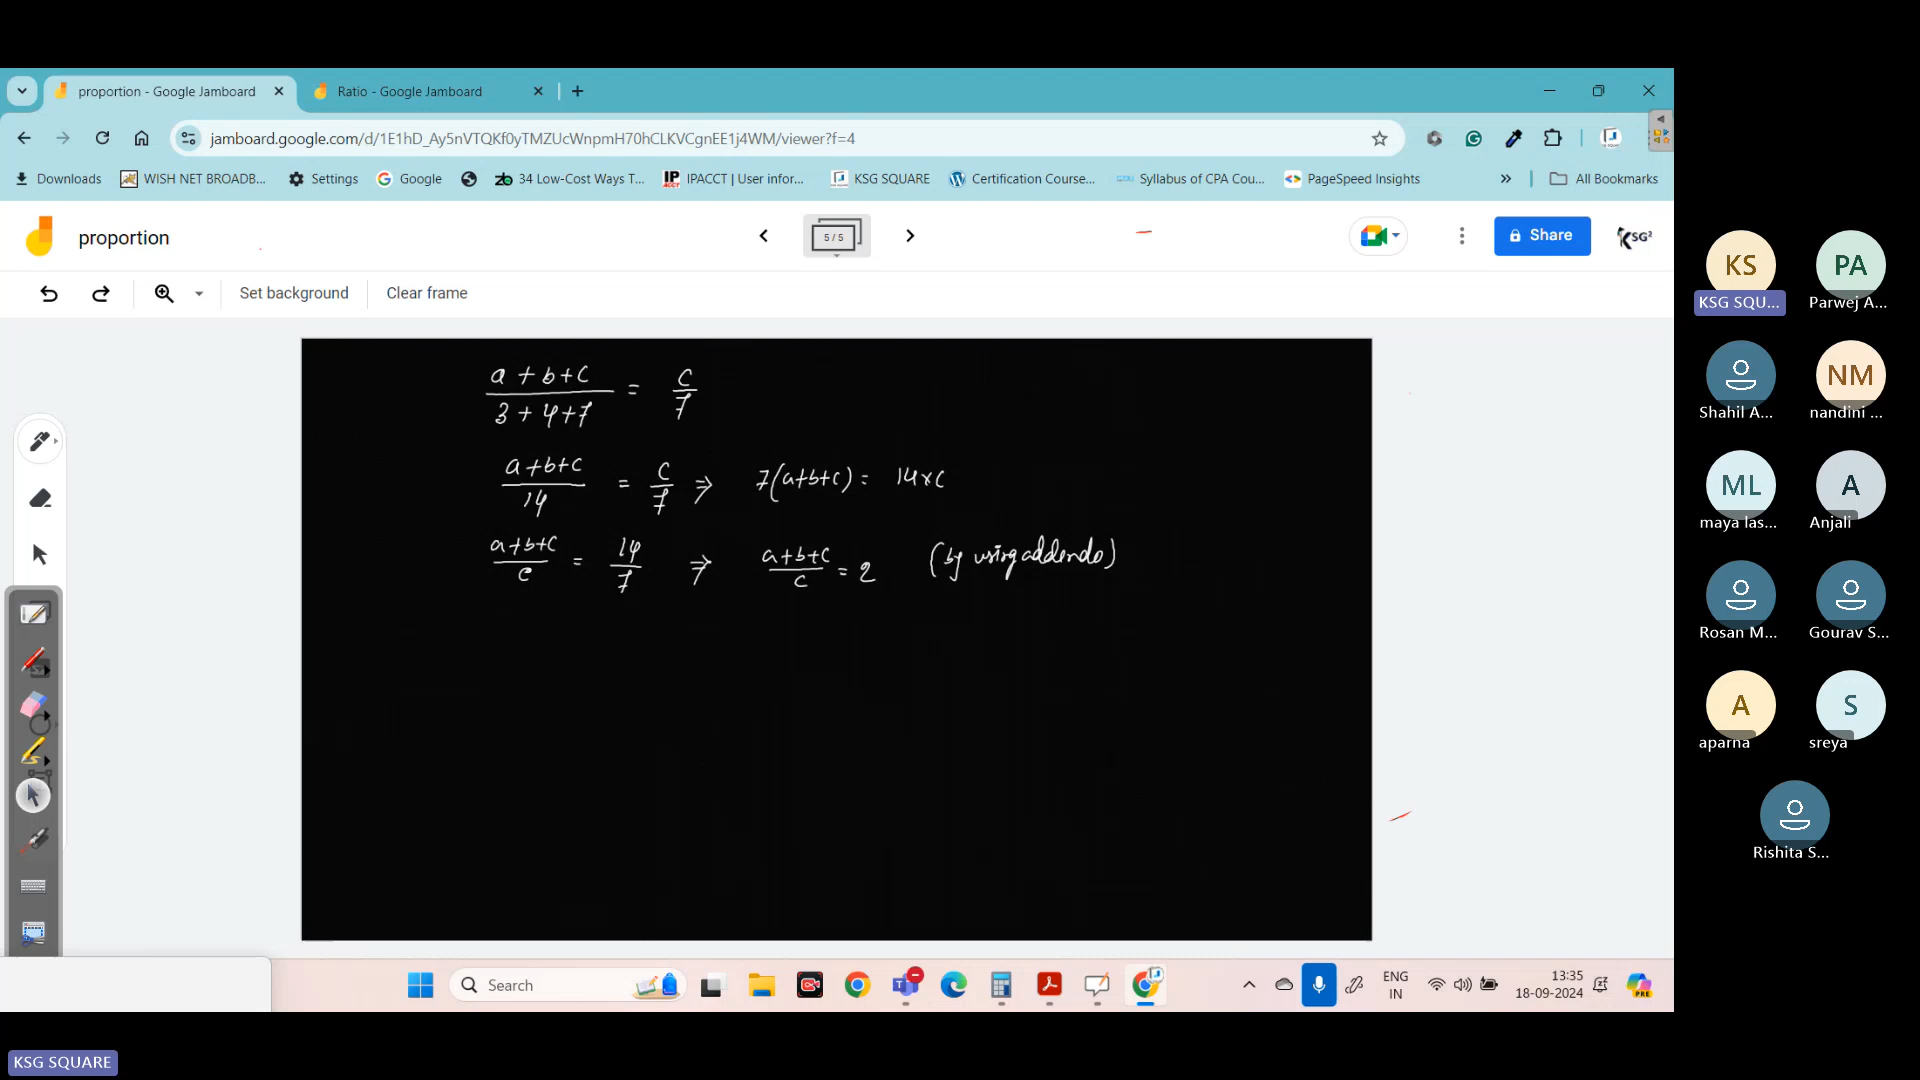 proportion - Google Jamboard
Ratio - Google Jamboard
jamboard.google.com/d/1E1hD_Ay5nVTQKf0yTMZUcWnpmH70hCLKVCgnEE1j4WM/viewer?f=4
Downloads WISH NET BROADB... Settings Google 34 Low-Cost Ways T... IPACCT | User infor... KSG SQUARE Certification Course... Syllabus of CPA Cou... PageSpeed Insights » All Bookmarks
proportion 5 / 5 Share KSG²
Set background Clear frame
a + b + c / 3 + 4 + 7 = c / 7
a + b + c / 14 = c / 7 ⇒ 7(a+b+c) = 14 × c
a + b + c / c = 14 / 7 ⇒ a + b + c / c = 2 (by using addendo)
KS PA
KSG SQU... Parwej A...
NM
Shahil A... nandini ...
ML A
maya las... Anjali
Rosan M... Gourav S...
A S
aparna sreya
Rishita S...
Search
ENG
IN
13:35
18-09-2024
PRE
KSG SQUARE